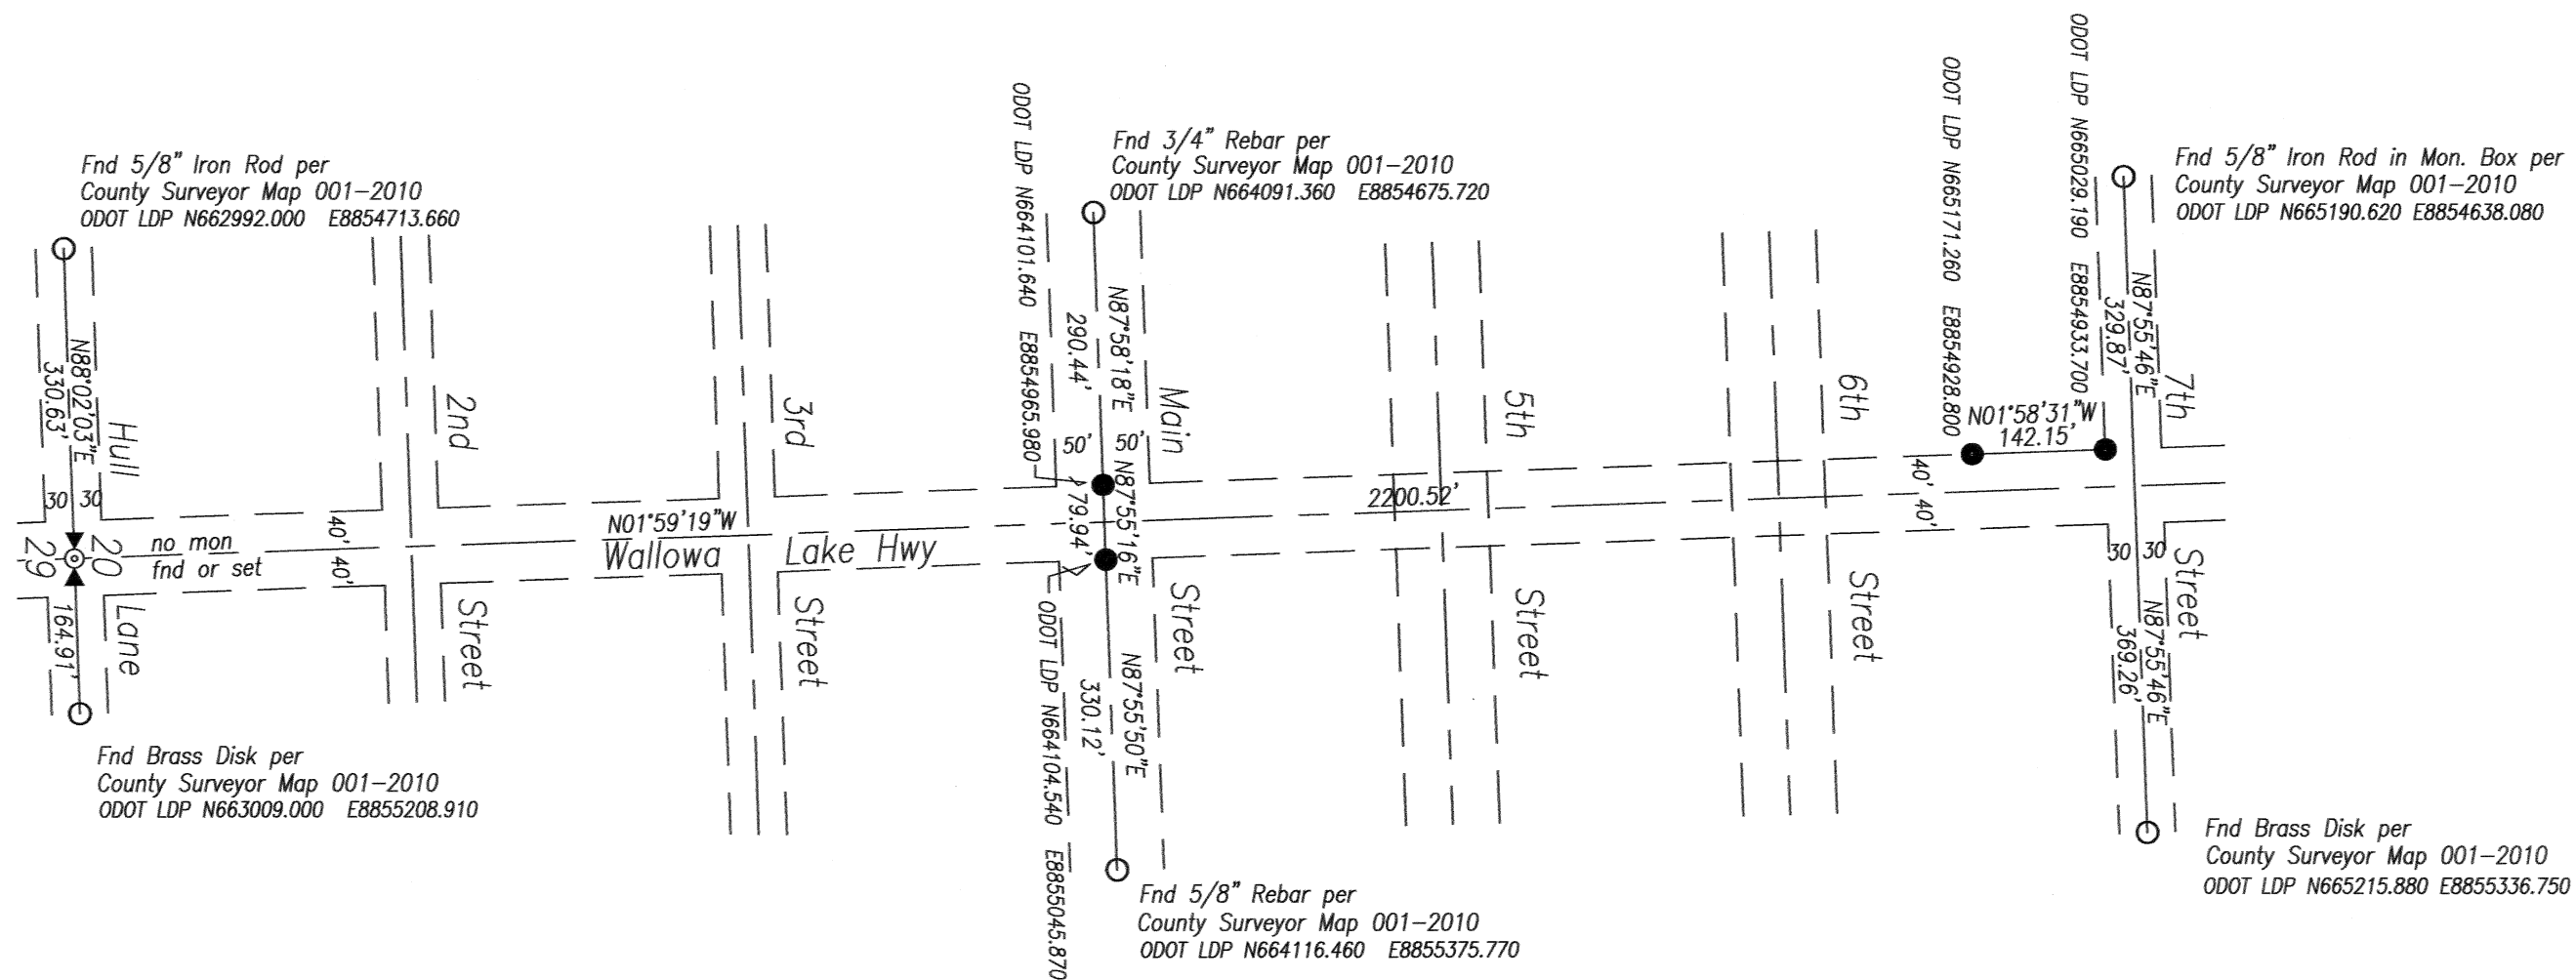 Fnd 5/8" Iron Rod per
County Surveyor Map 001-2010
ODOT LDP N662992.000 E8854713.660
N88°02'03"E
330.63'
Hull
Lane
30
30
29
20
no mon
fnd or set
164.91'
Fnd Brass Disk per
County Surveyor Map 001-2010
ODOT LDP N663009.000 E8855208.910
2nd
Street
40'
40'
N01°59'19"W
Wallowa Lake Hwy
3rd
Street
ODOT LDP N664101.640 E8854965.980
Fnd 3/4" Rebar per
County Surveyor Map 001-2010
ODOT LDP N664091.360 E8854675.720
N87°58'18"E
290.44'
Main
Street
50'
50'
N87°55'16"E
79.94'
N87°55'50"E
330.12'
ODOT LDP N664104.540 E8855045.870
Fnd 5/8" Rebar per
County Surveyor Map 001-2010
ODOT LDP N664116.460 E8855375.770
2200.52'
5th
Street
6th
Street
40'
40'
ODOT LDP N665171.260 E8854928.800
ODOT LDP N665029.190 E8854933.700
N01°58'31"W
142.15'
Fnd 5/8" Iron Rod in Mon. Box per
County Surveyor Map 001-2010
ODOT LDP N665190.620 E8854638.080
N87°55'46"E
329.87'
7th
Street
30
30
N87°55'46"E
369.26'
Fnd Brass Disk per
County Surveyor Map 001-2010
ODOT LDP N665215.880 E8855336.750